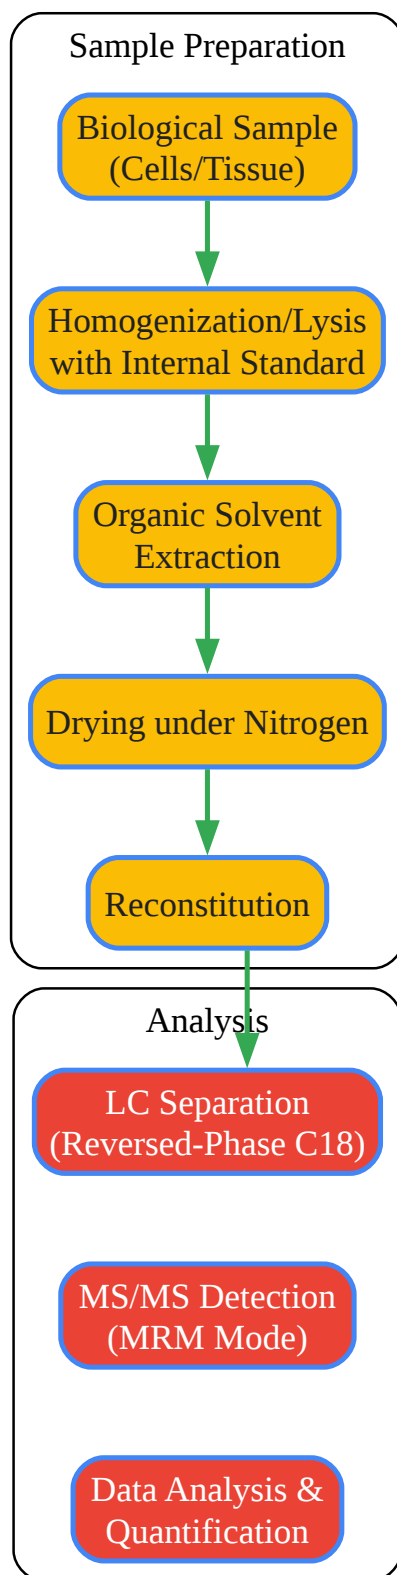 Sample Preparation
Biological Sample
(Cells/Tissue)
Homogenization/Lysis
with Internal Standard
Organic Solvent
Extraction
Drying under Nitrogen
Reconstitution
Analysis
LC Separation
(Reversed-Phase C18)
MS/MS Detection
(MRM Mode)
Data Analysis &
Quantification